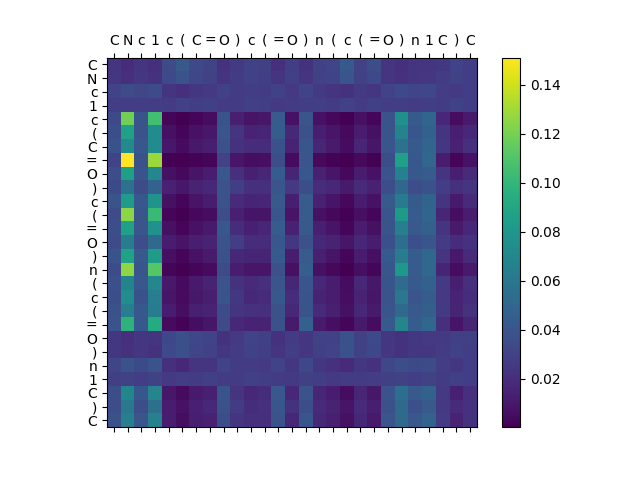 C N c 1 c ( C = O ) c ( = O ) n ( c ( = O ) n 1 C ) C
C
N
c
1
c
(
C
=
O
)
c
(
=
O
)
n
(
c
(
=
O
)
n
1
C
)
C
0.14
0.12
0.10
0.08
0.06
0.04
0.02